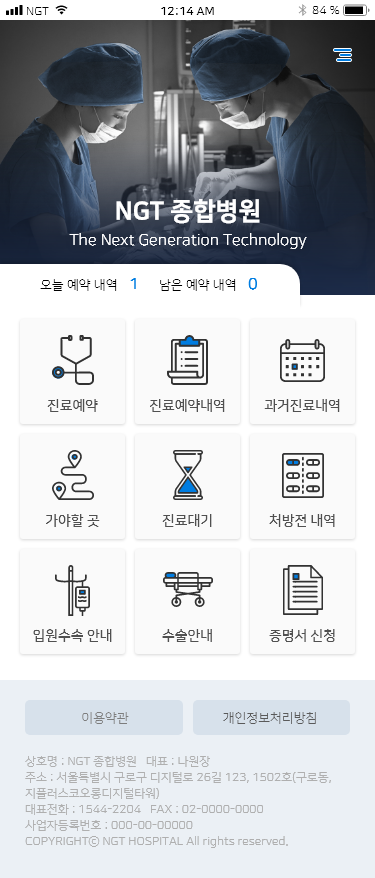 NGT
12:14 AM
84 %
NGT 종합병원
The Next Generation Technology
오늘 예약 내역 1 남은 예약 내역 0
진료예약
진료예약내역
과거진료내역
가야할 곳
진료대기
처방전 내역
입원수속 안내
수술안내
증명서 신청
이용약관
개인정보처리방침
상호명 : NGT 종합병원 대표 : 나원장
주소 : 서울특별시 구로구 디지털로 26길 123, 1502호(구로동,
지플러스코오롱디지털타워)
대표전화 : 1544-2204 FAX : 02-0000-0000
사업자등록번호 : 000-00-00000
COPYRIGHTⓒ NGT HOSPITAL All rights reserved.